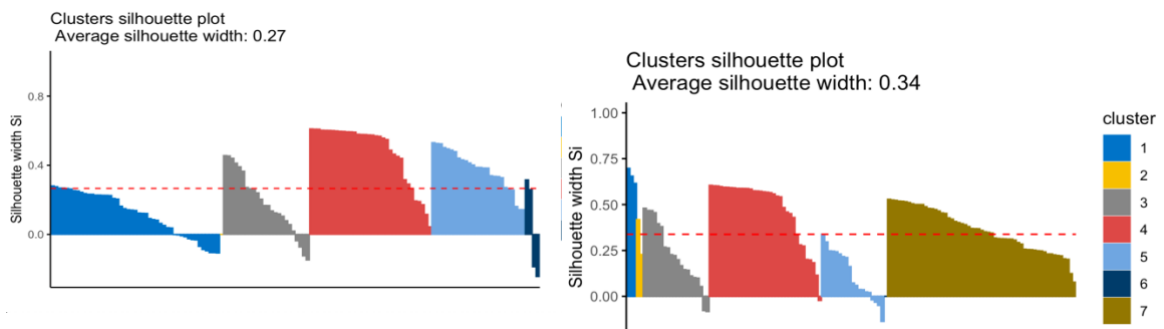 Clusters silhouette plot
Average silhouette width: 0.27
Silhouette width Si
0.8
0.4
0.0
Clusters silhouette plot
Average silhouette width: 0.34
Silhouette width Si
1.00
0.75
0.50
0.25
0.00
cluster
1
2
3
4
5
6
7